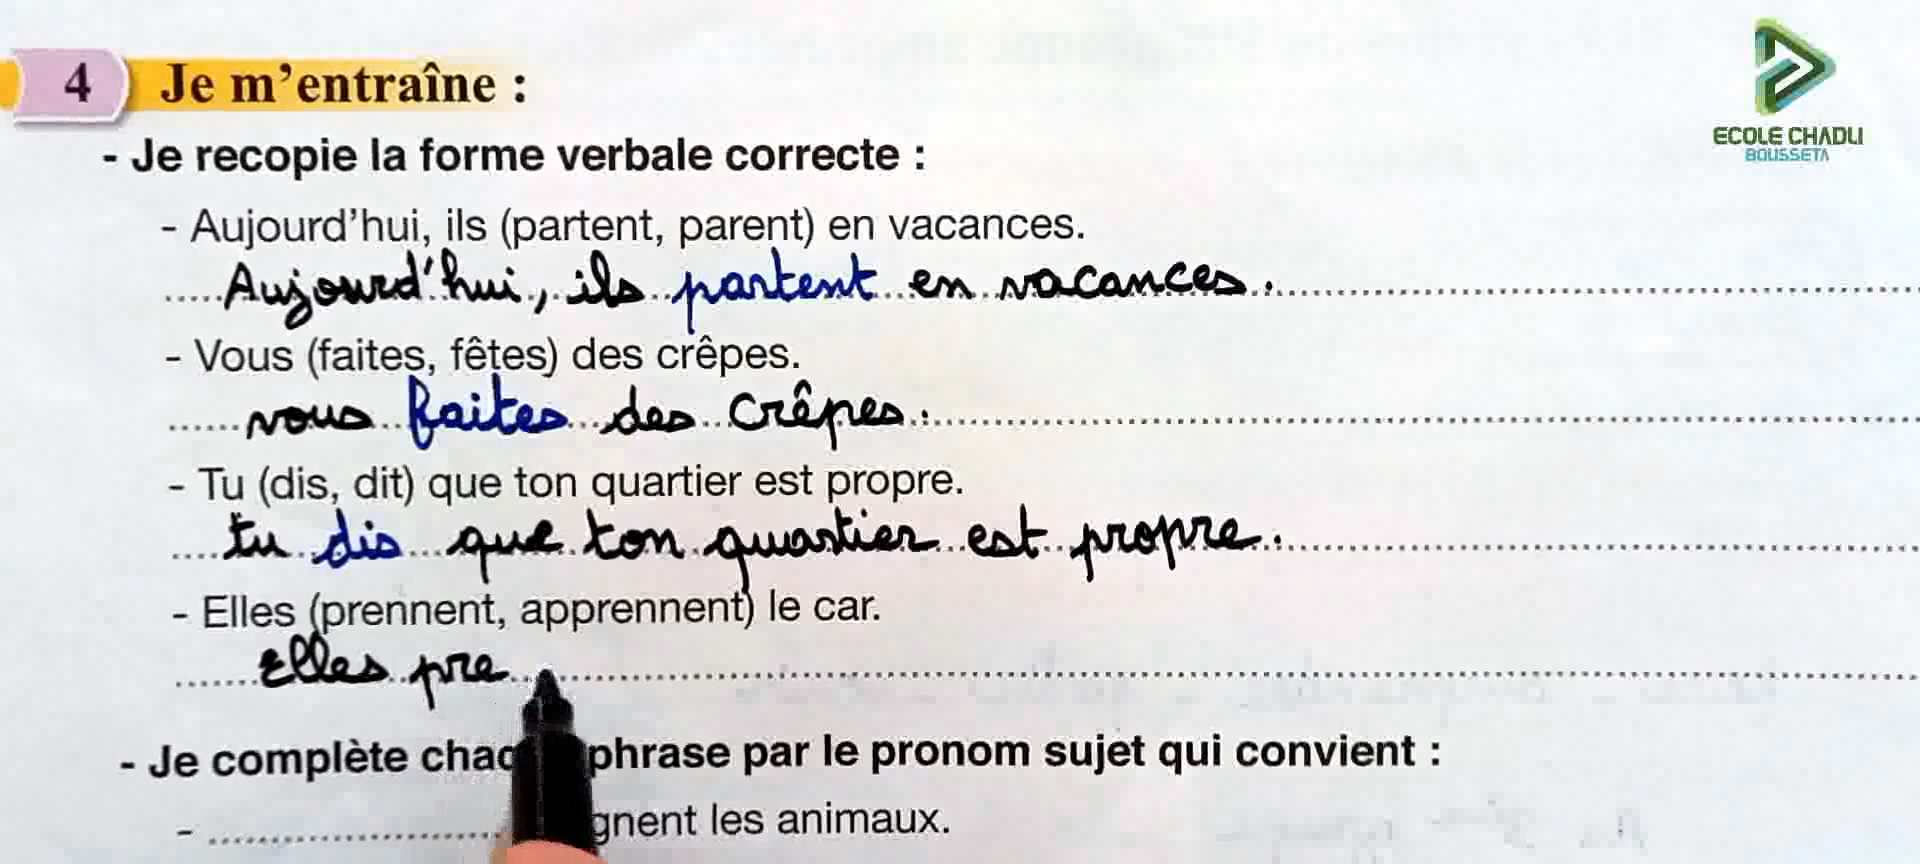 4 Je m'entraîne :
ECOLE CHADLI
BOUSSETA
- Je recopie la forme verbale correcte :
- Aujourd'hui, ils (partent, parent) en vacances.
Aujourd'hui, ils partent en vacances.
- Vous (faites, fêtes) des crêpes.
vous faites des crêpes.
- Tu (dis, dit) que ton quartier est propre.
tu dis que ton quartier est propre.
- Elles (prennent, apprennent) le car.
Elles pre
- Je complète phrase par le pronom sujet qui convient :
- les animaux.